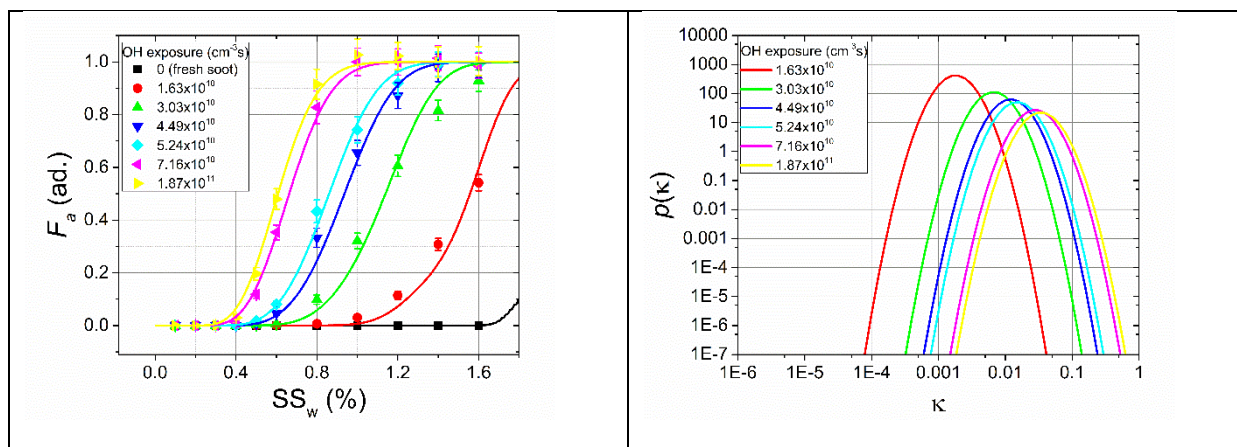 OH exposure (cm⁻³s)
0 (fresh soot)
1.63x10¹⁰
3.03x10¹⁰
4.49x10¹⁰
5.24x10¹⁰
7.16x10¹⁰
1.87x10¹¹
1.0
0.8
0.6
0.4
0.2
0.0
Fₐ (ad.)
0.0 0.4 0.8 1.2 1.6
SS_w (%)
OH exposure (cm⁻³s)
1.63x10¹⁰
3.03x10¹⁰
4.49x10¹⁰
5.24x10¹⁰
7.16x10¹⁰
1.87x10¹¹
10000
1000
100
10
1
0.1
0.01
0.001
1E-4
1E-5
1E-6
1E-7
p(κ)
1E-6 1E-5 1E-4 0.001 0.01 0.1 1
κ